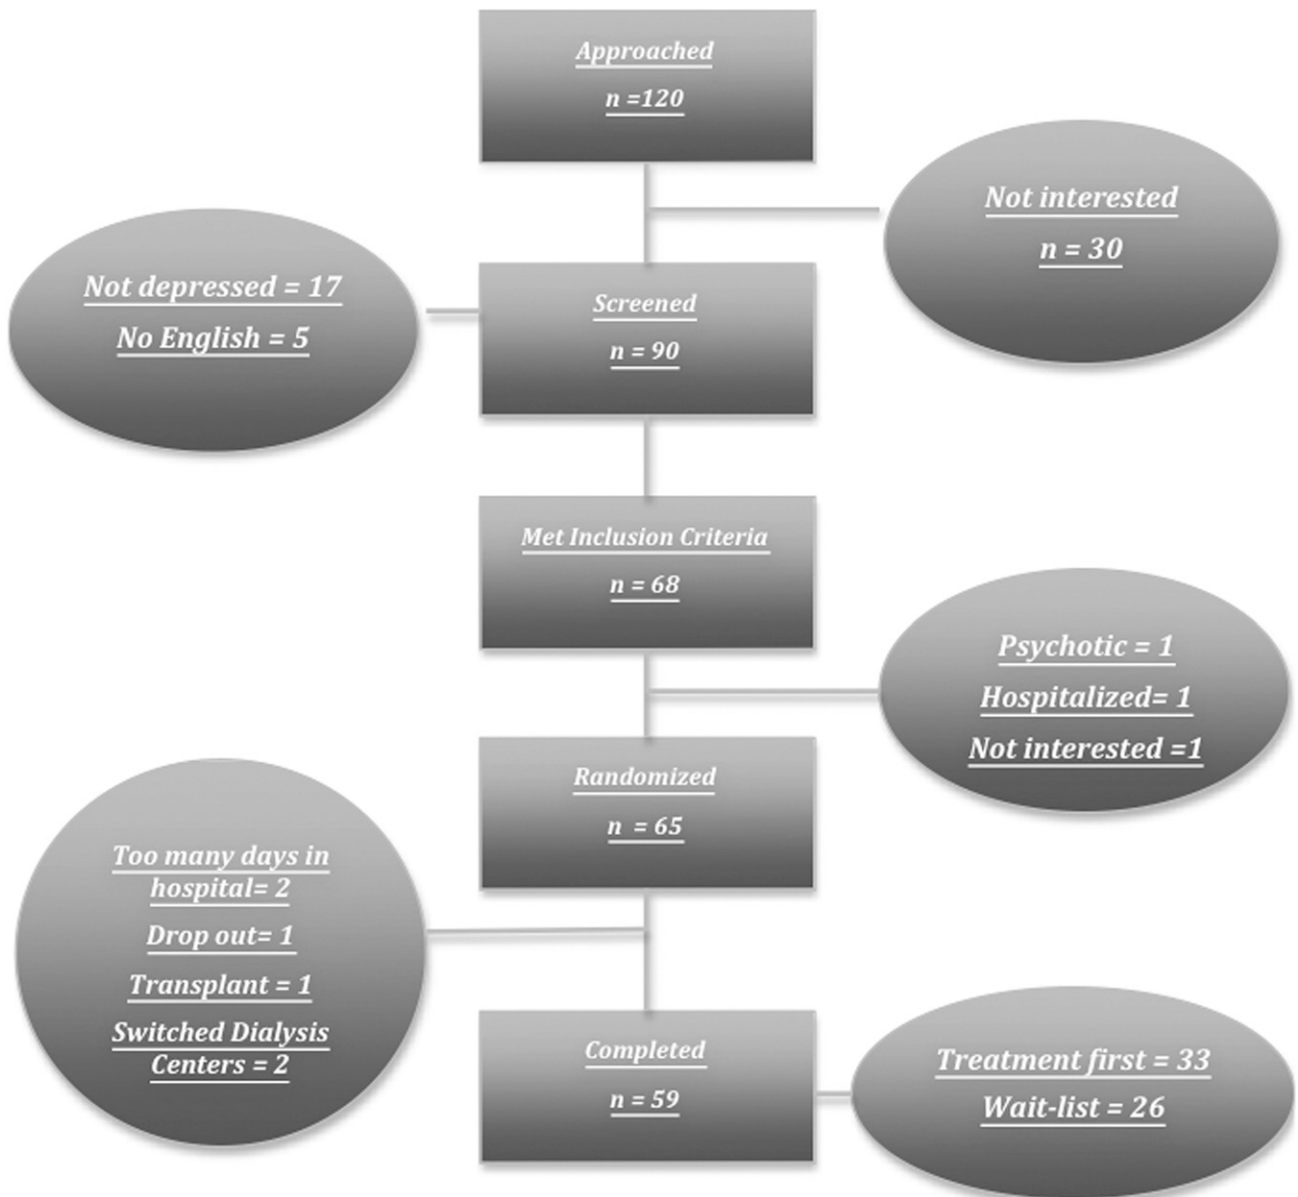 Approached
n =120
Not interested
n = 30
Not depressed = 17
No English = 5
Screened
n = 90
Met Inclusion Criteria
n = 68
Psychotic = 1
Hospitalized= 1
Not interested =1
Randomized
n  = 65
Too many days in
hospital= 2
Drop out= 1
Transplant = 1
Switched Dialysis
Centers = 2
Completed
n = 59
Treatment first = 33
Wait-list = 26